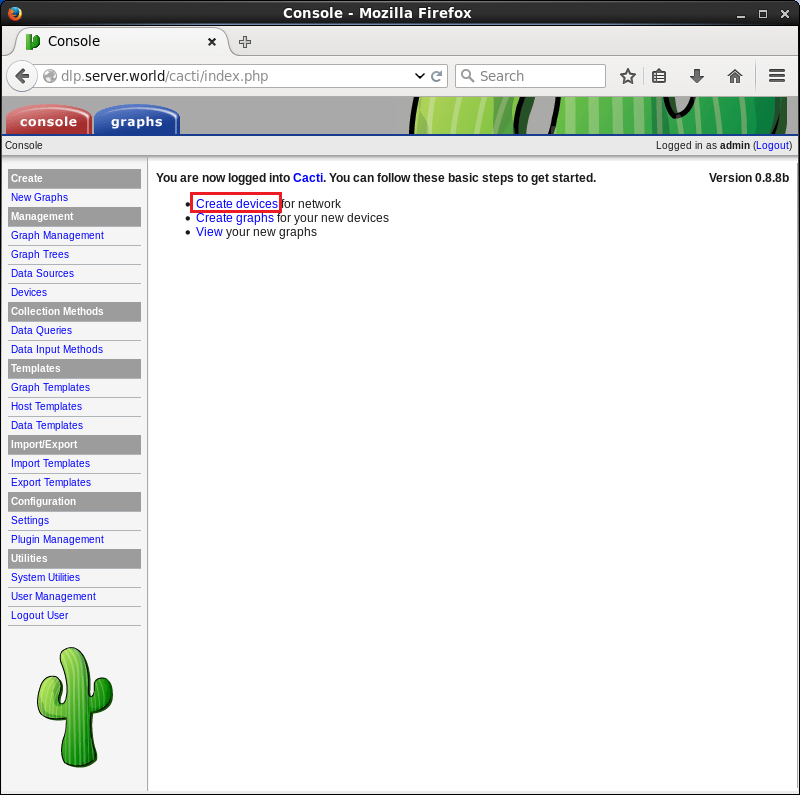 Console - Mozilla Firefox
Console
dlp.server.world/cacti/index.php
Search
console graphs
Console
Logged in as admin (Logout)
Create
New Graphs
Management
Graph Management
Graph Trees
Data Sources
Devices
Collection Methods
Data Queries
Data Input Methods
Templates
Graph Templates
Host Templates
Data Templates
Import/Export
Import Templates
Export Templates
Configuration
Settings
Plugin Management
Utilities
System Utilities
User Management
Logout User
You are now logged into Cacti. You can follow these basic steps to get started.
Version 0.8.8b
• Create devices for network
• Create graphs for your new devices
• View your new graphs